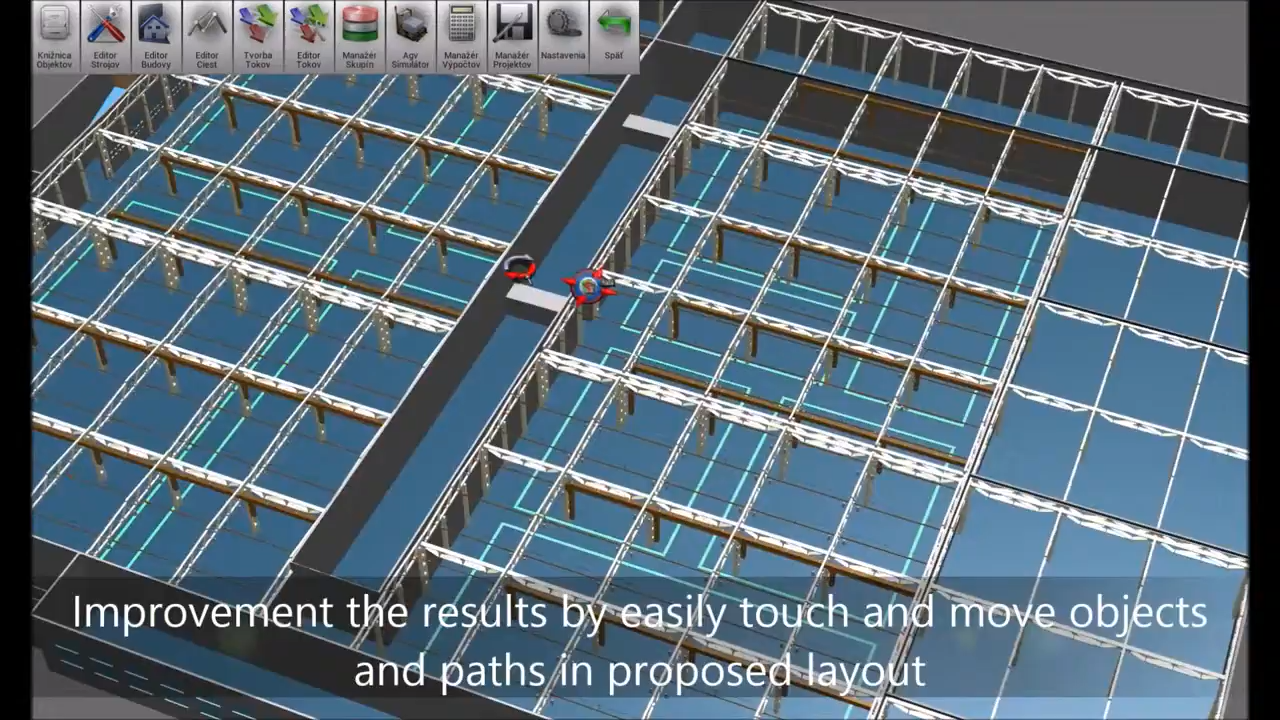 Knižnica Objektov
Editor Strojov
Editor Budovy
Editor Ciest
Tvorba Tokov
Editor Tokov
Manažér Skupín
Agv Simulátor
Manažér Výpočtov
Manažér Projektov
Nastavenia
Späť
Improvement the results by easily touch and move objects
and paths in proposed layout